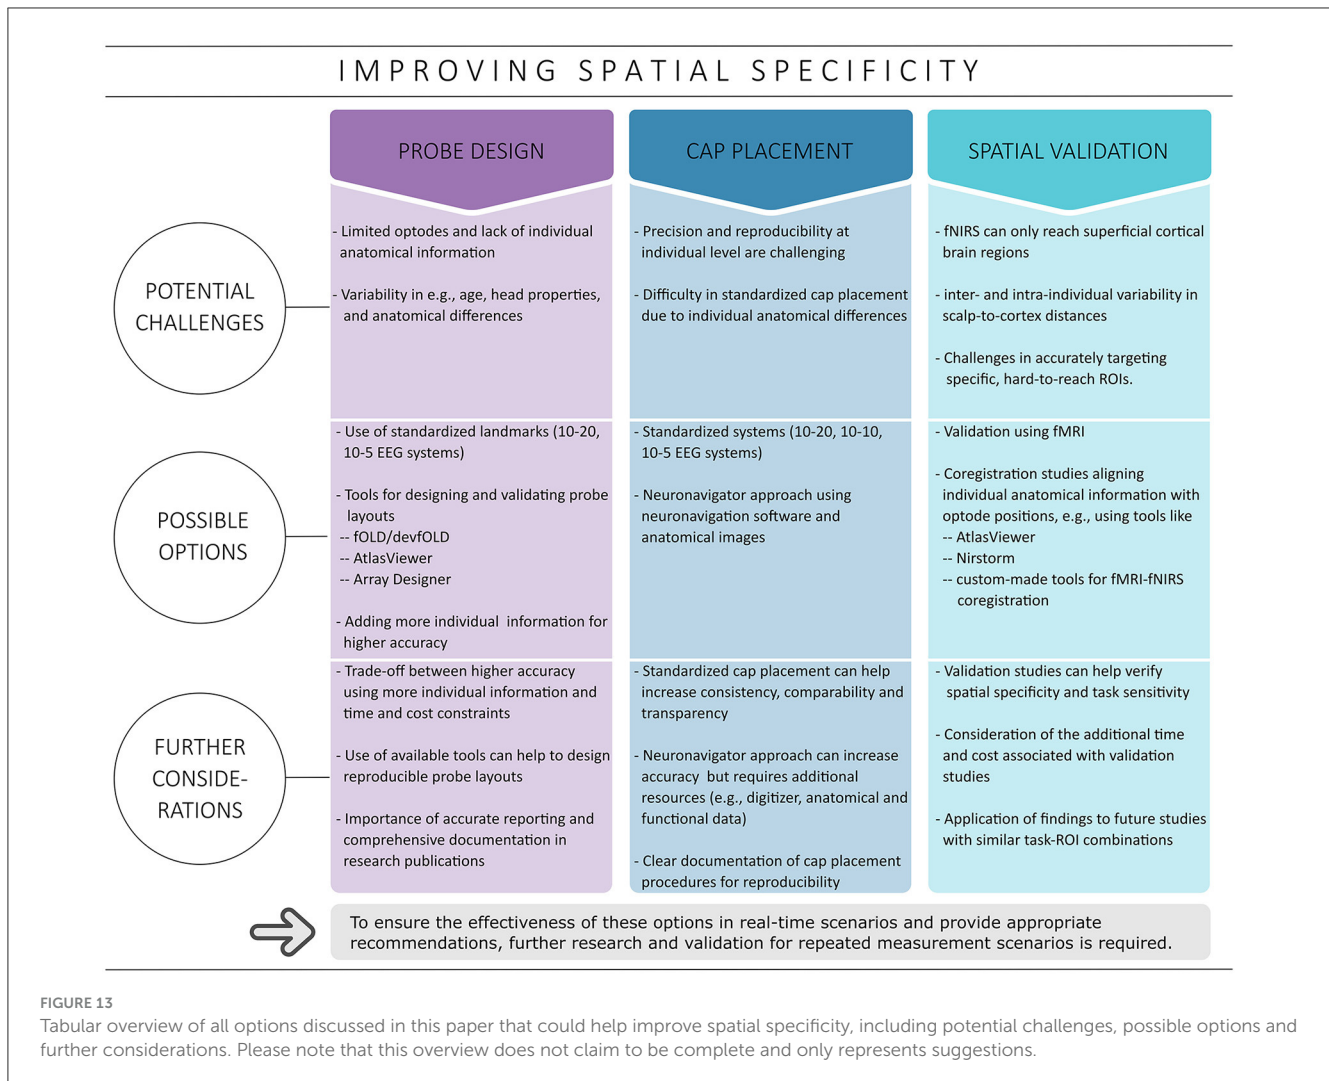 IMPROVING SPATIAL SPECIFICITY
PROBE DESIGN
CAP PLACEMENT
SPATIAL VALIDATION
POTENTIAL
CHALLENGES
- Limited optodes and lack of individual
anatomical information
- Variability in e.g., age, head properties,
and anatomical differences
- Precision and reproducibility at
individual level are challenging
- Difficulty in standardized cap placement
due to individual anatomical differences
- fNIRS can only reach superficial cortical
brain regions
- inter- and intra-individual variability in
scalp-to-cortex distances
- Challenges in accurately targeting
specific, hard-to-reach ROIs.
POSSIBLE
OPTIONS
- Use of standardized landmarks (10-20,
10-5 EEG systems)
- Tools for designing and validating probe
layouts
-- fOLD/devfOLD
-- AtlasViewer
-- Array Designer
- Adding more individual information for
higher accuracy
- Standardized systems (10-20, 10-10,
10-5 EEG systems)
- Neuronavigator approach using
neuronavigation software and
anatomical images
- Validation using fMRI
- Coregistration studies aligning
individual anatomical information with
optode positions, e.g., using tools like
-- AtlasViewer
-- Nirstorm
-- custom-made tools for fMRI-fNIRS
coregistration
FURTHER
CONSIDE-
RATIONS
- Trade-off between higher accuracy
using more individual information and
time and cost constraints
- Use of available tools can help to design
reproducible probe layouts
- Importance of accurate reporting and
comprehensive documentation in
research publications
- Standardized cap placement can help
increase consistency, comparability and
transparency
- Neuronavigator approach can increase
accuracy but requires additional
resources (e.g., digitizer, anatomical and
functional data)
- Clear documentation of cap placement
procedures for reproducibility
- Validation studies can help verify
spatial specificity and task sensitivity
- Consideration of the additional time
and cost associated with validation
studies
- Application of findings to future studies
with similar task-ROI combinations
To ensure the effectiveness of these options in real-time scenarios and provide appropriate
recommendations, further research and validation for repeated measurement scenarios is required.
FIGURE 13
Tabular overview of all options discussed in this paper that could help improve spatial specificity, including potential challenges, possible options and
further considerations. Please note that this overview does not claim to be complete and only represents suggestions.